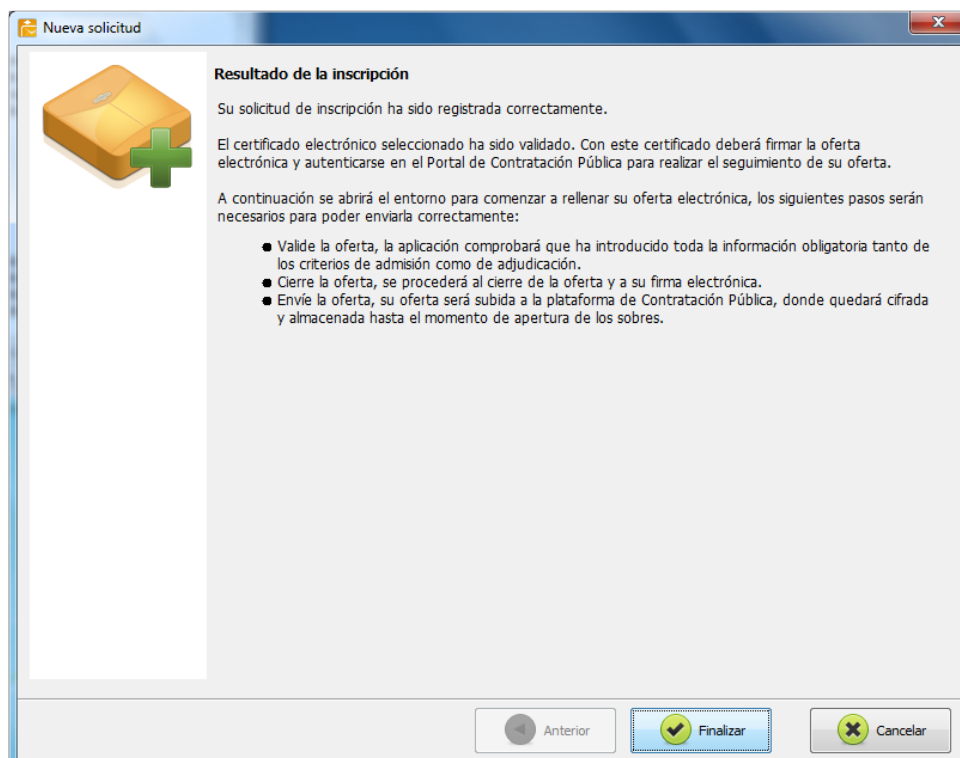 Nueva solicitud
Resultado de la inscripción
Su solicitud de inscripción ha sido registrada correctamente.
El certificado electrónico seleccionado ha sido validado. Con este certificado deberá firmar la oferta
electrónica y autenticarse en el Portal de Contratación Pública para realizar el seguimiento de su oferta.
A continuación se abrirá el entorno para comenzar a rellenar su oferta electrónica, los siguientes pasos serán
necesarios para poder enviarla correctamente:
● Valide la oferta, la aplicación comprobará que ha introducido toda la información obligatoria tanto de
los criterios de admisión como de adjudicación.
● Cierre la oferta, se procederá al cierre de la oferta y a su firma electrónica.
● Envíe la oferta, su oferta será subida a la plataforma de Contratación Pública, donde quedará cifrada
y almacenada hasta el momento de apertura de los sobres.
Anterior
Finalizar
Cancelar